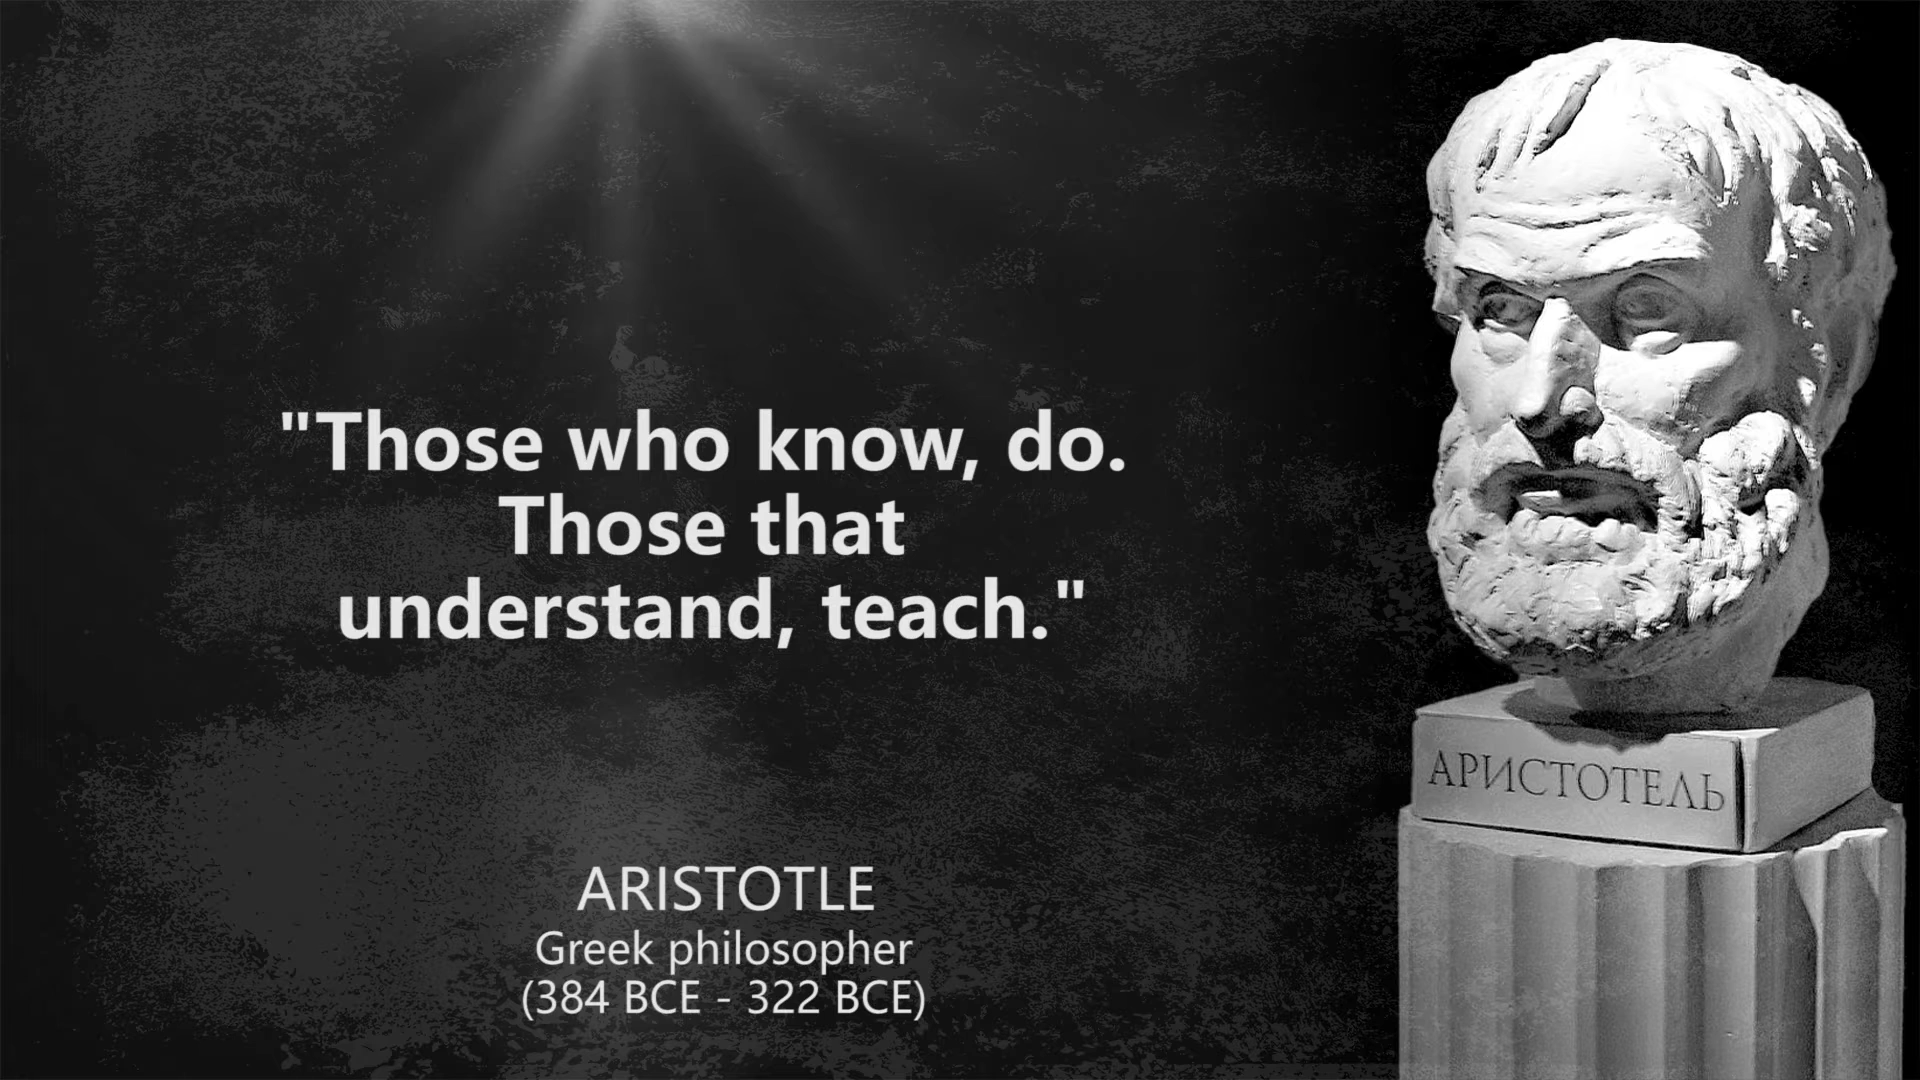 "Those who know, do.
Those that
understand, teach."
ARISTOTLE
Greek philosopher
(384 BCE - 322 BCE)
АРИСТОТЕЛЬ